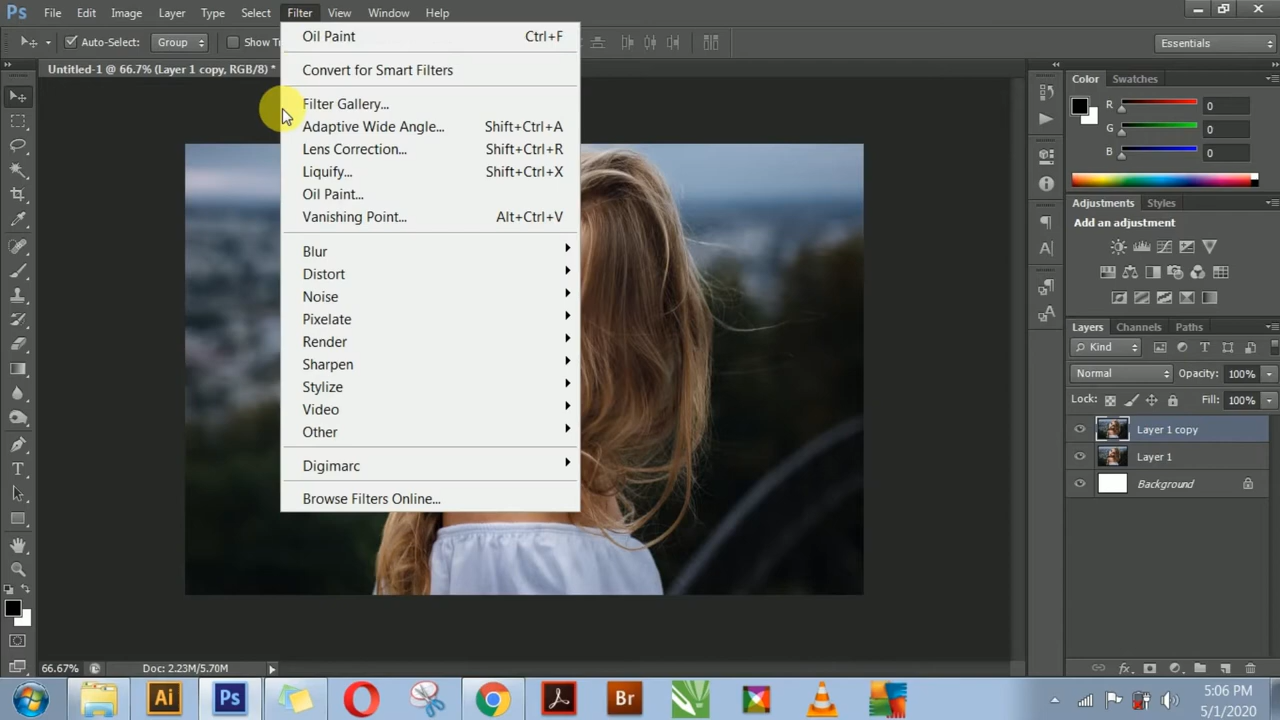 Ps File Edit Image Layer Type Select Filter View Window Help
Auto-Select: Group Show Tr
Essentials
Untitled-1 @ 66.7% (Layer 1 copy, RGB/8) *
Oil Paint Ctrl+F
Convert for Smart Filters
Filter Gallery...
Adaptive Wide Angle... Shift+Ctrl+A
Lens Correction... Shift+Ctrl+R
Liquify... Shift+Ctrl+X
Oil Paint...
Vanishing Point... Alt+Ctrl+V
Blur
Distort
Noise
Pixelate
Render
Sharpen
Stylize
Video
Other
Digimarc
Browse Filters Online...
Color Swatches
R 0
G 0
B 0
Adjustments Styles
Add an adjustment
Layers Channels Paths
Kind
Normal Opacity: 100%
Lock: Fill: 100%
Layer 1 copy
Layer 1
Background
66.67% Doc: 2.23M/5.70M
Ai Ps Br
5:06 PM
5/1/2020